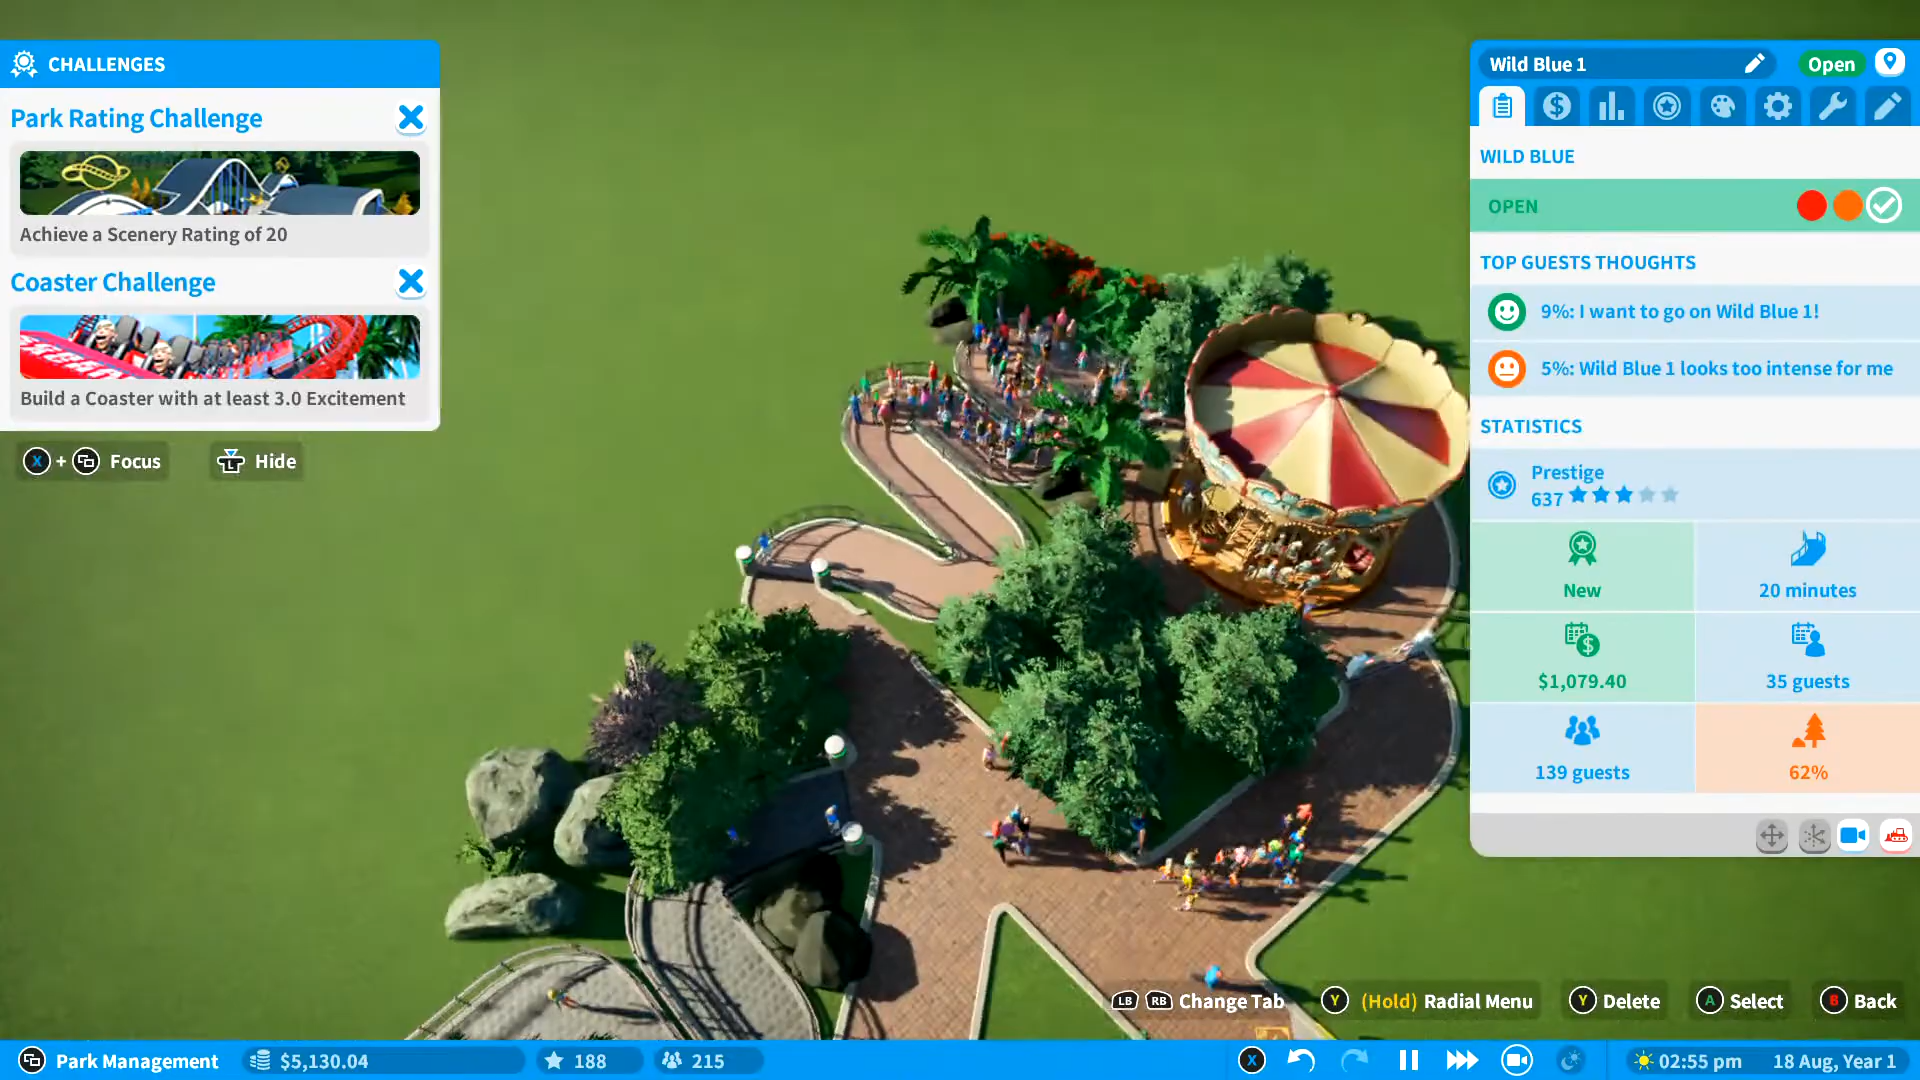 CHALLENGES
Park Rating Challenge
Achieve a Scenery Rating of 20
Coaster Challenge
Build a Coaster with at least 3.0 Excitement
X + Focus
L Hide
Wild Blue 1
Open
WILD BLUE
OPEN
TOP GUESTS THOUGHTS
9%: I want to go on Wild Blue 1!
5%: Wild Blue 1 looks too intense for me
STATISTICS
Prestige
637
New
20 minutes
$1,079.40
35 guests
139 guests
62%
LB RB Change Tab
Y (Hold) Radial Menu
Y Delete
A Select
B Back
Park Management
$5,130.04
188
215
X
02:55 pm
18 Aug, Year 1